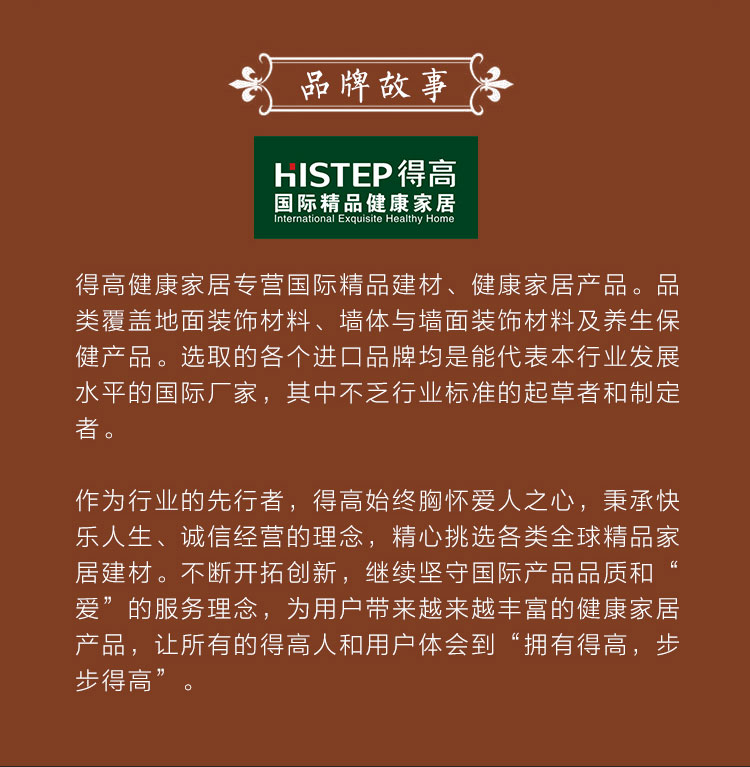 品牌故事
HISTEP得高
国际精品健康家居
International Exquisite Healthy Home
得高健康家居专营国际精品建材、健康家居产品。品
类覆盖地面装饰材料、墙体与墙面装饰材料及养生保
健产品。选取的各个进口品牌均是能代表本行业发展
水平的国际厂家，其中不乏行业标准的起草者和制定
者。
作为行业的先行者，得高始终胸怀爱人之心，秉承快
乐人生、诚信经营的理念，精心挑选各类全球精品家
居建材。不断开拓创新，继续坚守国际产品品质和“
爱”的服务理念，为用户带来越来越丰富的健康家居
产品，让所有的得高人和用户体会到“拥有得高，步
步得高”。